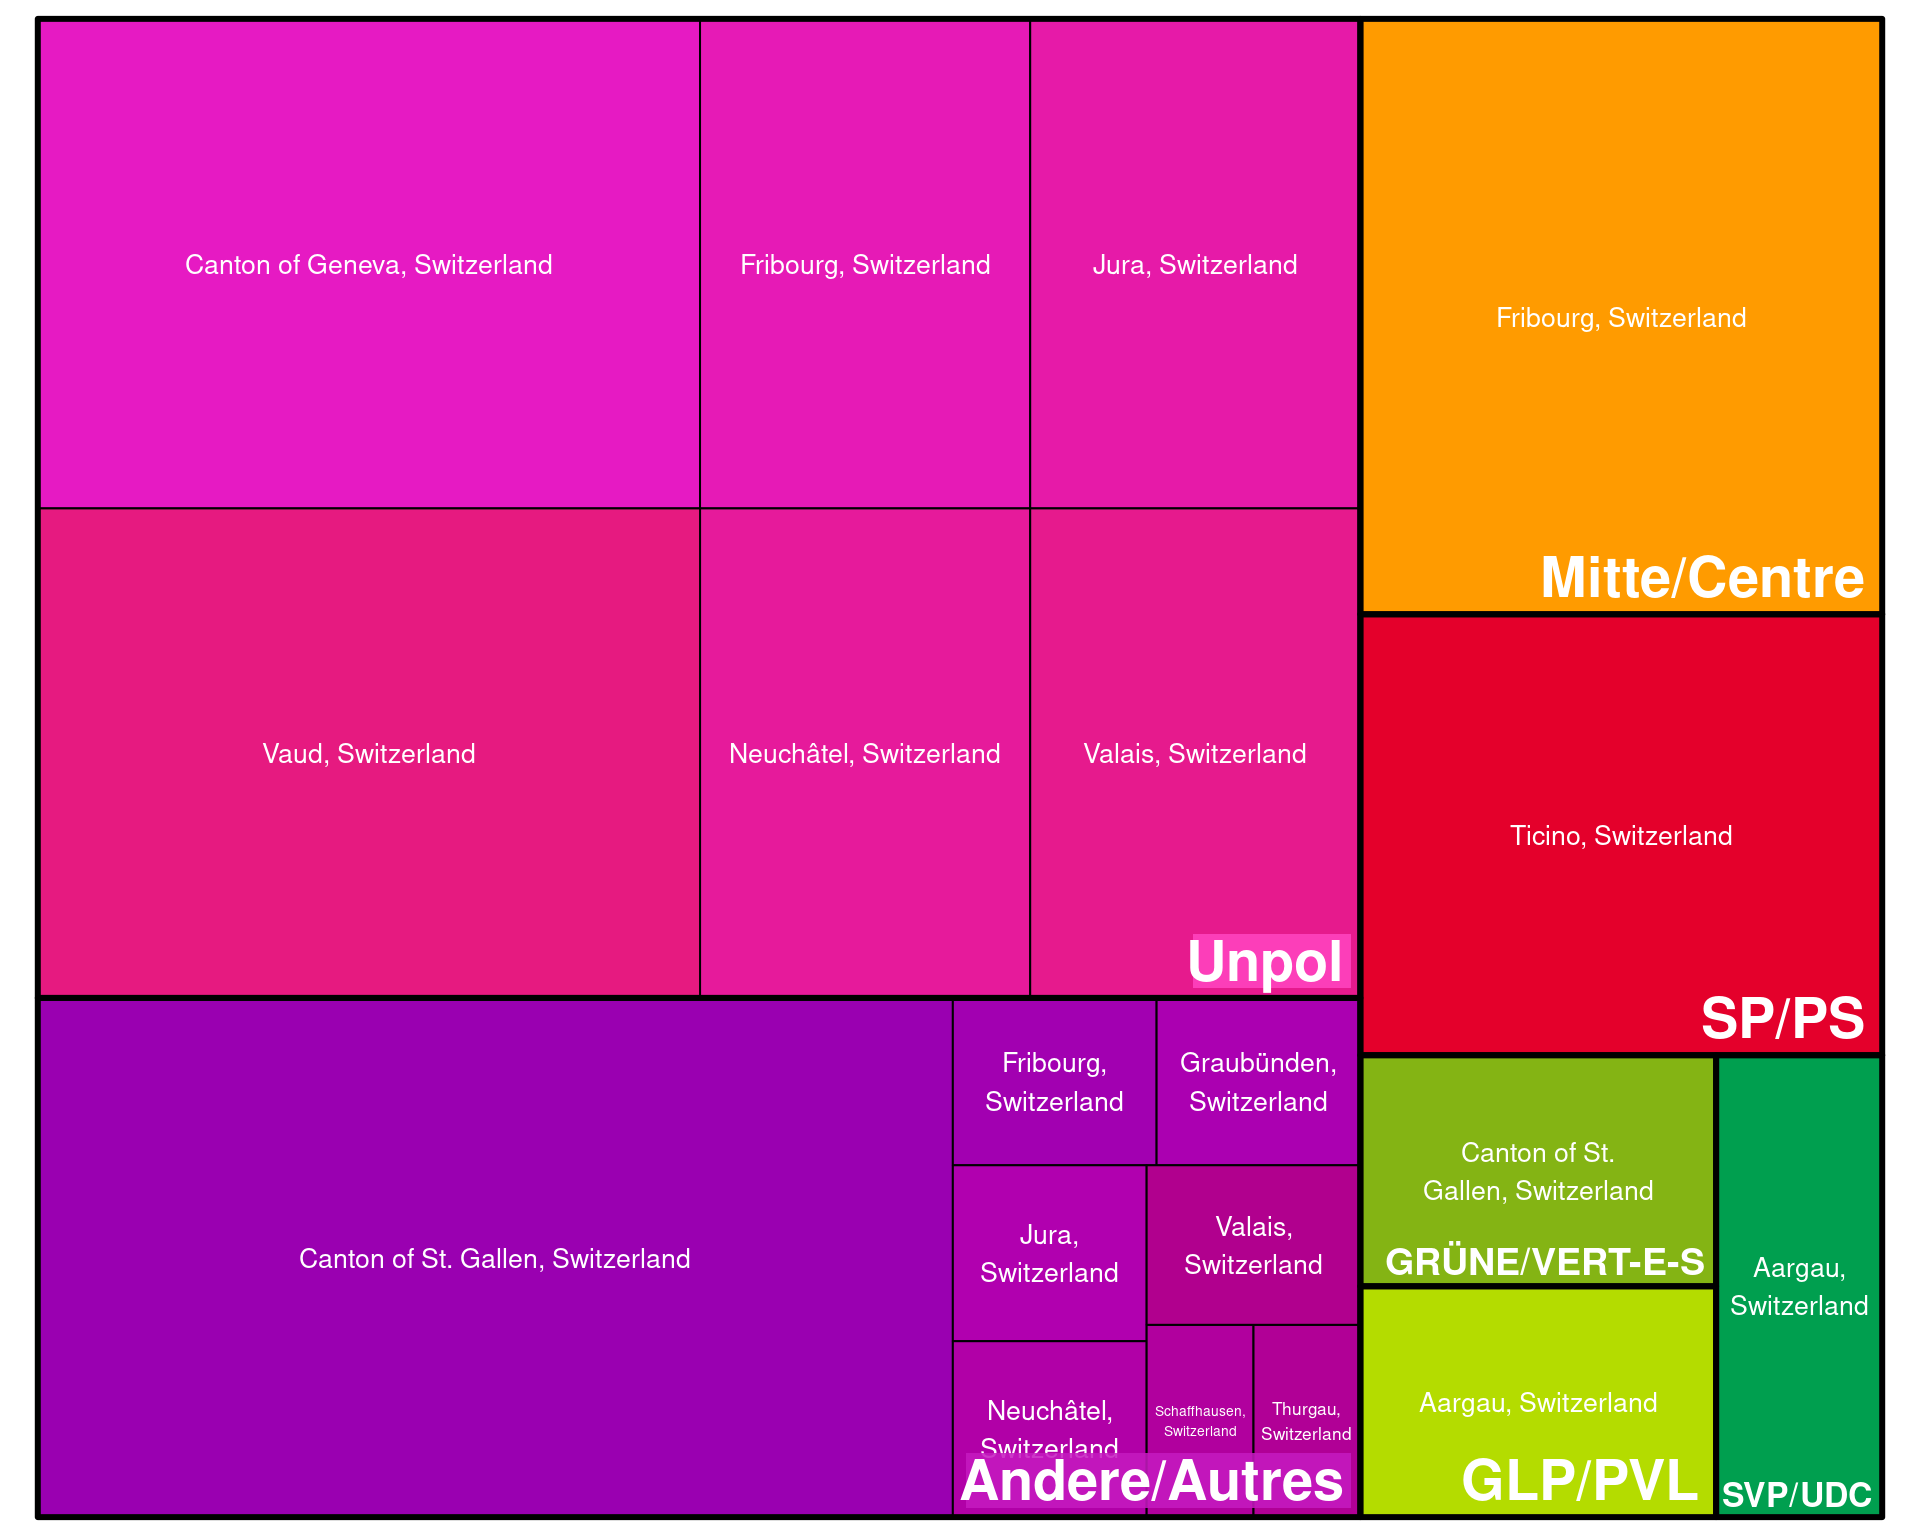 Canton of Geneva, Switzerland
Fribourg, Switzerland
Jura, Switzerland
Vaud, Switzerland
Neuchâtel, Switzerland
Valais, Switzerland
Unpol
Canton of St. Gallen, Switzerland
Fribourg,
Switzerland
Graubünden,
Switzerland
Jura,
Switzerland
Valais,
Switzerland
Neuchâtel,
Switzerland
Schaffhausen,
Switzerland
Thurgau,
Switzerland
Andere/Autres
Fribourg, Switzerland
Mitte/Centre
Ticino, Switzerland
SP/PS
Canton of St.
Gallen, Switzerland
GRÜNE/VERT-E-S
Aargau, Switzerland
GLP/PVL
Aargau,
Switzerland
SVP/UDC